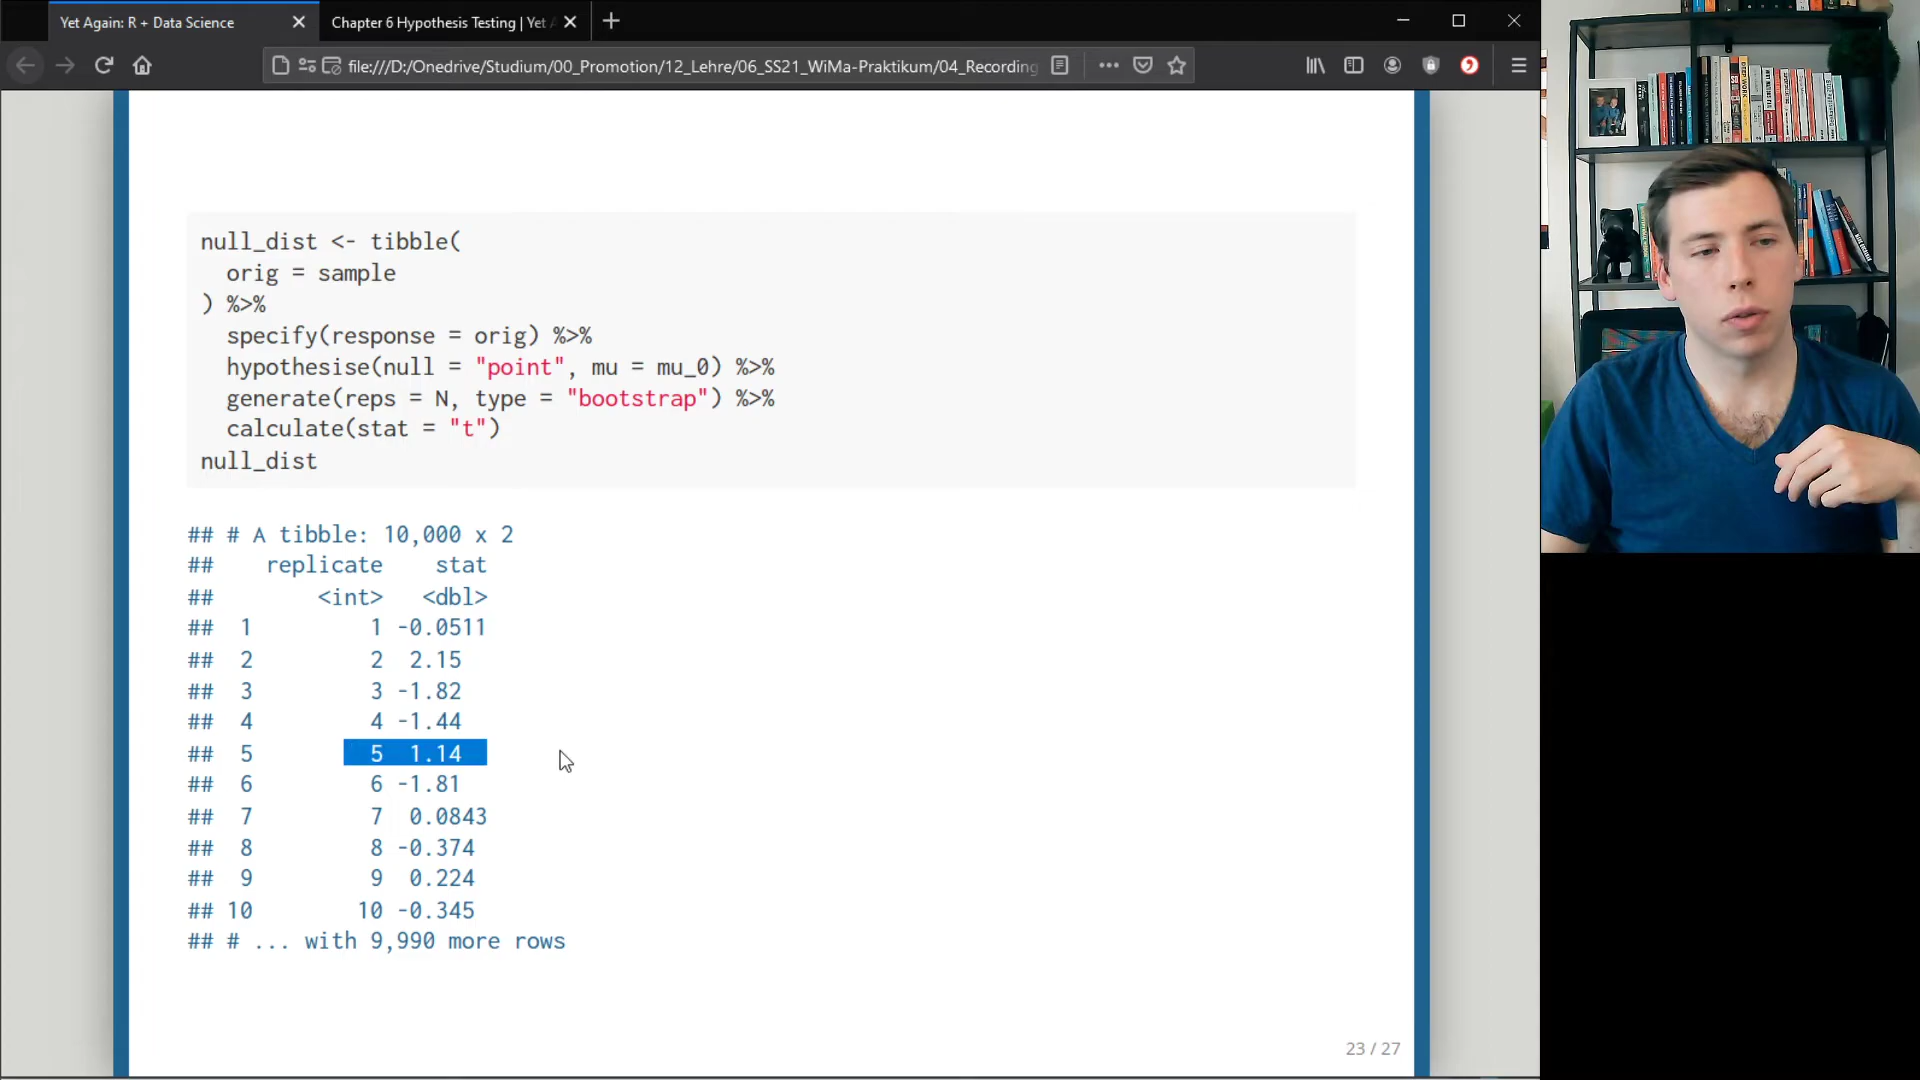 Yet Again: R + Data Science
Chapter 6 Hypothesis Testing | Yet A
file:///D:/Onedrive/Studium/00_Promotion/12_Lehre/06_SS21_WiMa-Praktikum/04_Recording
null_dist <- tibble(
  orig = sample
) %>%
  specify(response = orig) %>%
  hypothesise(null = "point", mu = mu_0) %>%
  generate(reps = N, type = "bootstrap") %>%
  calculate(stat = "t")
null_dist
## # A tibble: 10,000 x 2
##    replicate    stat
##        <int>   <dbl>
##  1         1 -0.0511
##  2         2  2.15
##  3         3 -1.82
##  4         4 -1.44
##  5         5  1.14
##  6         6 -1.81
##  7         7  0.0843
##  8         8 -0.374
##  9         9  0.224
## 10        10 -0.345
## # ... with 9,990 more rows
23 / 27